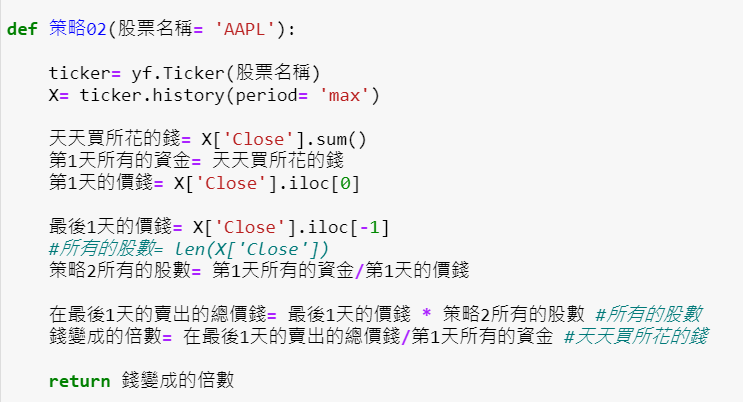 def 策略02(股票名稱= 'AAPL'):
ticker= yf.Ticker(股票名稱)
X= ticker.history(period= 'max')
天天買所花的錢= X['Close'].sum()
第1天所有的資金= 天天買所花的錢
第1天的價錢= X['Close'].iloc[0]
最後1天的價錢= X['Close'].iloc[-1]
#所有的股數= len(X['Close'])
策略2所有的股數= 第1天所有的資金/第1天的價錢
在最後1天的賣出的總價錢= 最後1天的價錢 * 策略2所有的股數 #所有的股數
錢變成的倍數= 在最後1天的賣出的總價錢/第1天所有的資金 #天天買所花的錢
return 錢變成的倍數